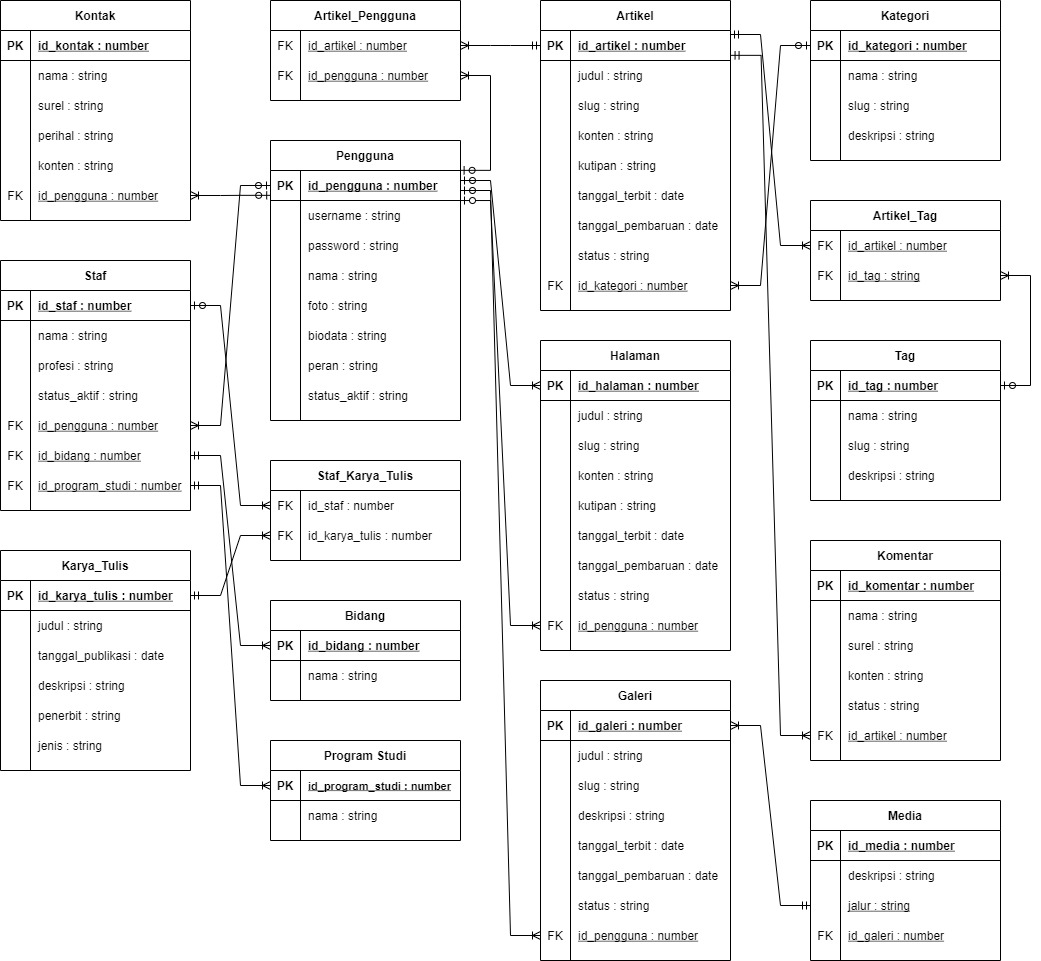 Kontak
PK id_kontak : number
nama : string
surel : string
perihal : string
konten : string
FK id_pengguna : number
Staf
PK id_staf : number
nama : string
profesi : string
status_aktif : string
FK id_pengguna : number
FK id_bidang : number
FK id_program_studi : number
Karya_Tulis
PK id_karya_tulis : number
judul : string
tanggal_publikasi : date
deskripsi : string
penerbit : string
jenis : string
Artikel_Pengguna
FK id_artikel : number
FK id_pengguna : number
Pengguna
PK id_pengguna : number
username : string
password : string
nama : string
foto : string
biodata : string
peran : string
status_aktif : string
Staf_Karya_Tulis
FK id_staf : number
FK id_karya_tulis : number
Bidang
PK id_bidang : number
nama : string
Program Studi
PK id_program_studi : number
nama : string
Artikel
PK id_artikel : number
judul : string
slug : string
konten : string
kutipan : string
tanggal_terbit : date
tanggal_pembaruan : date
status : string
FK id_kategori : number
Halaman
PK id_halaman : number
judul : string
slug : string
konten : string
kutipan : string
tanggal_terbit : date
tanggal_pembaruan : date
status : string
FK id_pengguna : number
Galeri
PK id_galeri : number
judul : string
slug : string
deskripsi : string
tanggal_terbit : date
tanggal_pembaruan : date
status : string
FK id_pengguna : number
Kategori
PK id_kategori : number
nama : string
slug : string
deskripsi : string
Artikel_Tag
FK id_artikel : number
FK id_tag : string
Tag
PK id_tag : number
nama : string
slug : string
deskripsi : string
Komentar
PK id_komentar : number
nama : string
surel : string
konten : string
status : string
FK id_artikel : number
Media
PK id_media : number
deskripsi : string
jalur : string
FK id_galeri : number